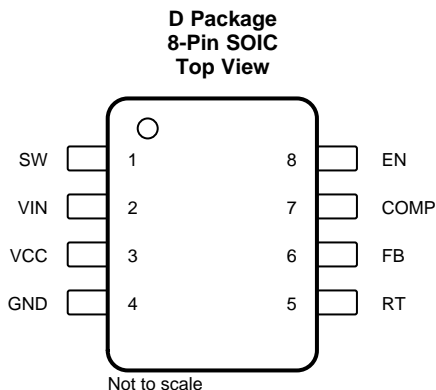 D Package
8-Pin SOIC
Top View
SW 1 8 EN
VIN 2 7 COMP
VCC 3 6 FB
GND 4 5 RT
Not to scale